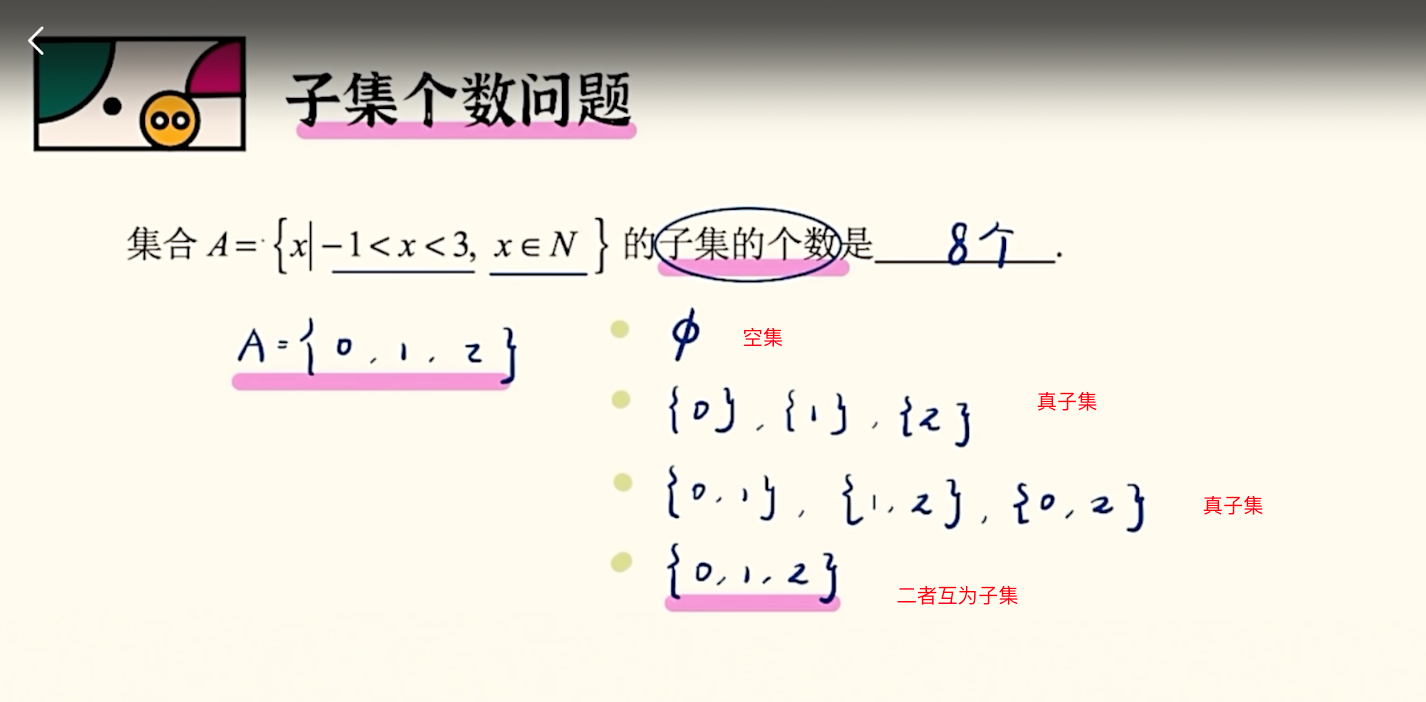 子集个数问题
集合 A = {x| -1 < x < 3, x ∈ N } 的子集的个数是 8个 .
A = {0, 1, 2}
ϕ 空集
{0}, {1}, {2} 真子集
{0, 1}, {1, 2}, {0, 2} 真子集
{0, 1, 2} 二者互为子集